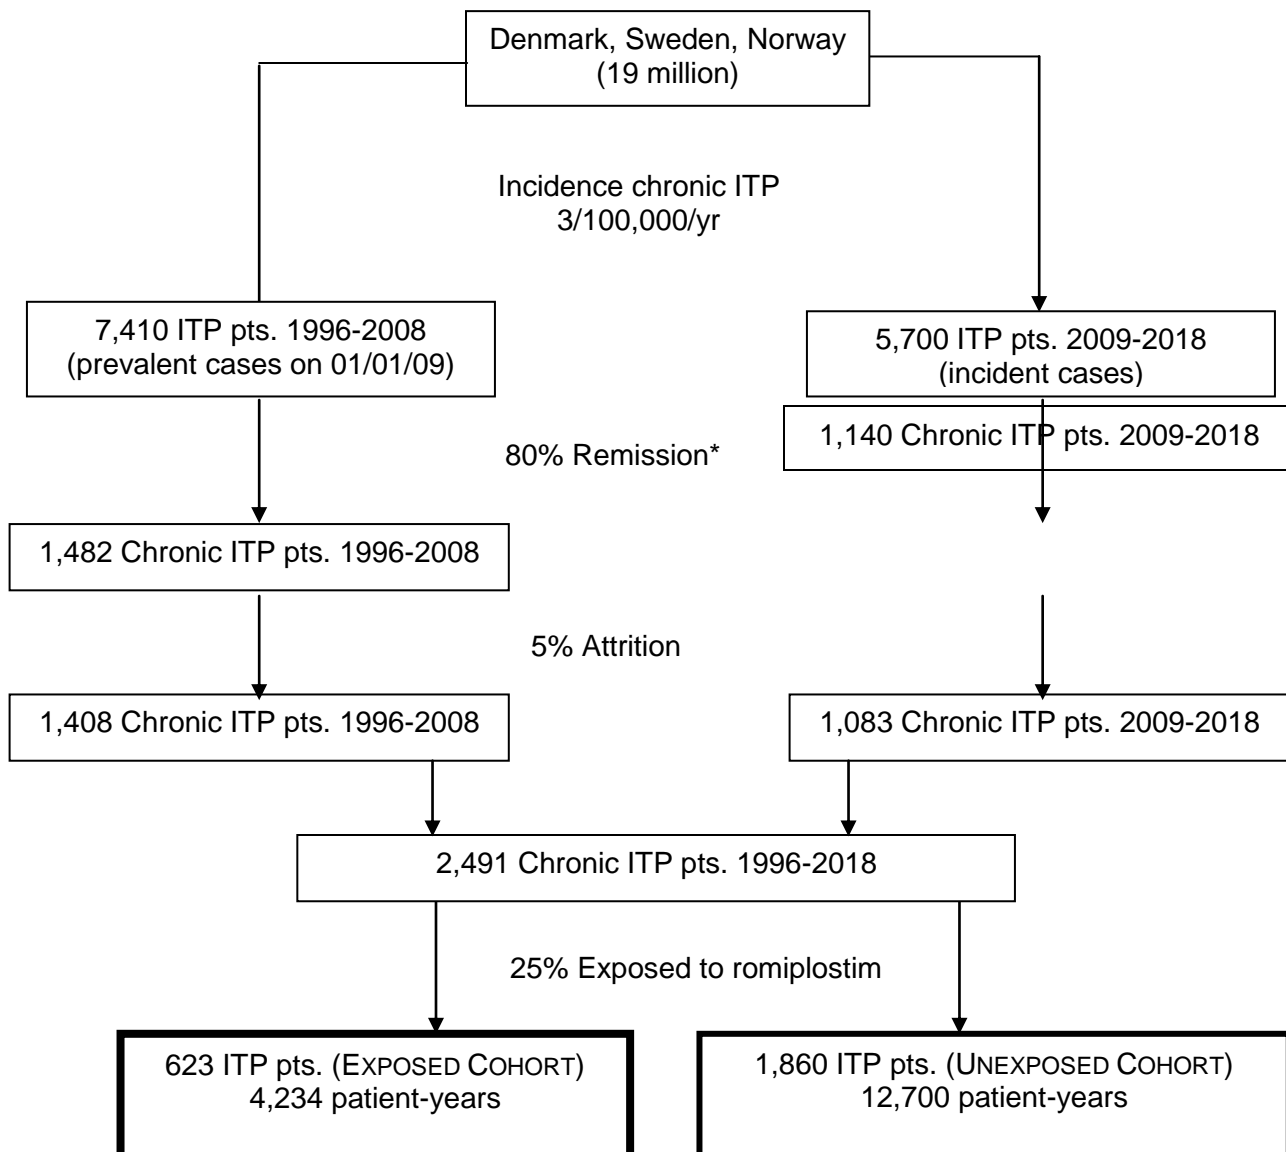 Denmark, Sweden, Norway
(19 million)
Incidence chronic ITP
3/100,000/yr
7,410 ITP pts. 1996-2008
(prevalent cases on 01/01/09)
5,700 ITP pts. 2009-2018
(incident cases)
80% Remission*
1,140 Chronic ITP pts. 2009-2018
1,482 Chronic ITP pts. 1996-2008
5% Attrition
1,408 Chronic ITP pts. 1996-2008
1,083 Chronic ITP pts. 2009-2018
2,491 Chronic ITP pts. 1996-2018
25% Exposed to romiplostim
623 ITP pts. (EXPOSED COHORT)
4,234 patient-years
1,860 ITP pts. (UNEXPOSED COHORT)
12,700 patient-years